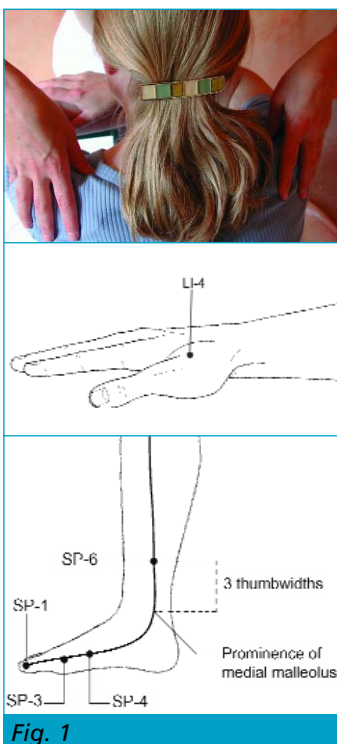 LI-4
SP-6
3 thumbwidths
SP-1
Prominence of
medial malleolus
SP-3
SP-4
Fig. 1